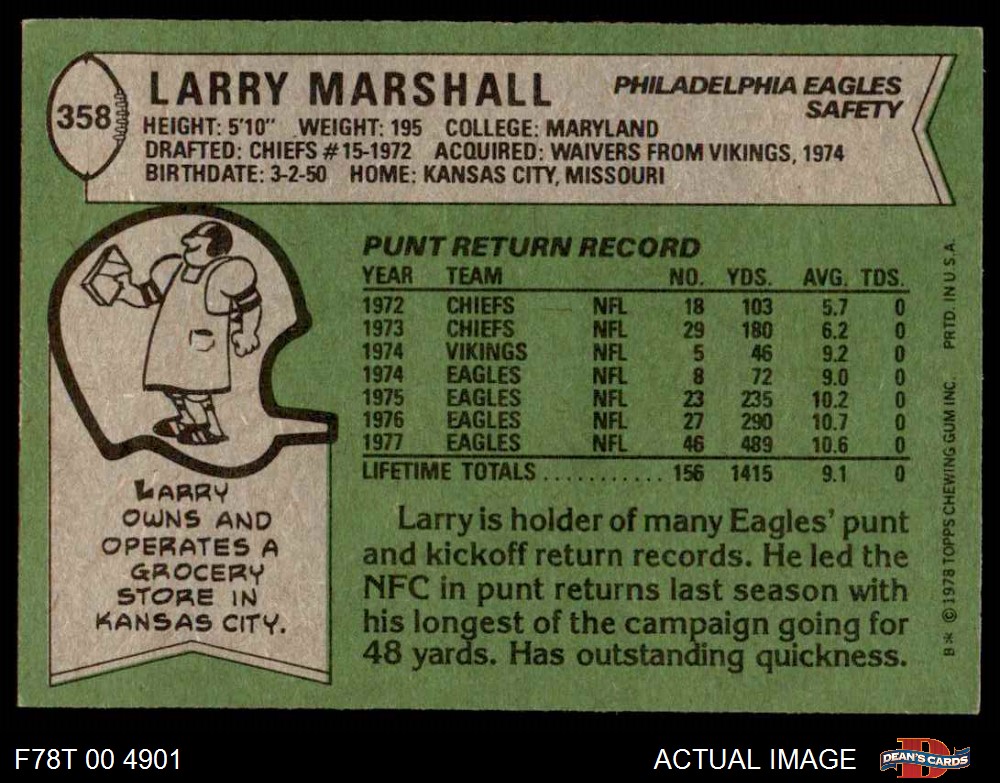 358
LARRY MARSHALL
PHILADELPHIA EAGLES
SAFETY
HEIGHT: 5'10" WEIGHT: 195 COLLEGE: MARYLAND
DRAFTED: CHIEFS #15-1972 ACQUIRED: WAIVERS FROM VIKINGS, 1974
BIRTHDATE: 3-2-50 HOME: KANSAS CITY, MISSOURI
PUNT RETURN RECORD
YEAR TEAM NO. YDS. AVG. TDS.
1972 CHIEFS NFL 18 103 5.7 0
1973 CHIEFS NFL 29 180 6.2 0
1974 VIKINGS NFL 5 46 9.2 0
1974 EAGLES NFL 8 72 9.0 0
1975 EAGLES NFL 23 235 10.2 0
1976 EAGLES NFL 27 290 10.7 0
1977 EAGLES NFL 46 489 10.6 0
LIFETIME TOTALS ........... 156 1415 9.1 0
LARRY
OWNS AND
OPERATES A
GROCERY
STORE IN
KANSAS CITY.
Larry is holder of many Eagles' punt
and kickoff return records. He led the
NFC in punt returns last season with
his longest of the campaign going for
48 yards. Has outstanding quickness.
B* ©1978 TOPPS CHEWING GUM INC. PRTD. IN U.S.A.
F78T 00 4901
ACTUAL IMAGE
D
DEAN'S CARDS